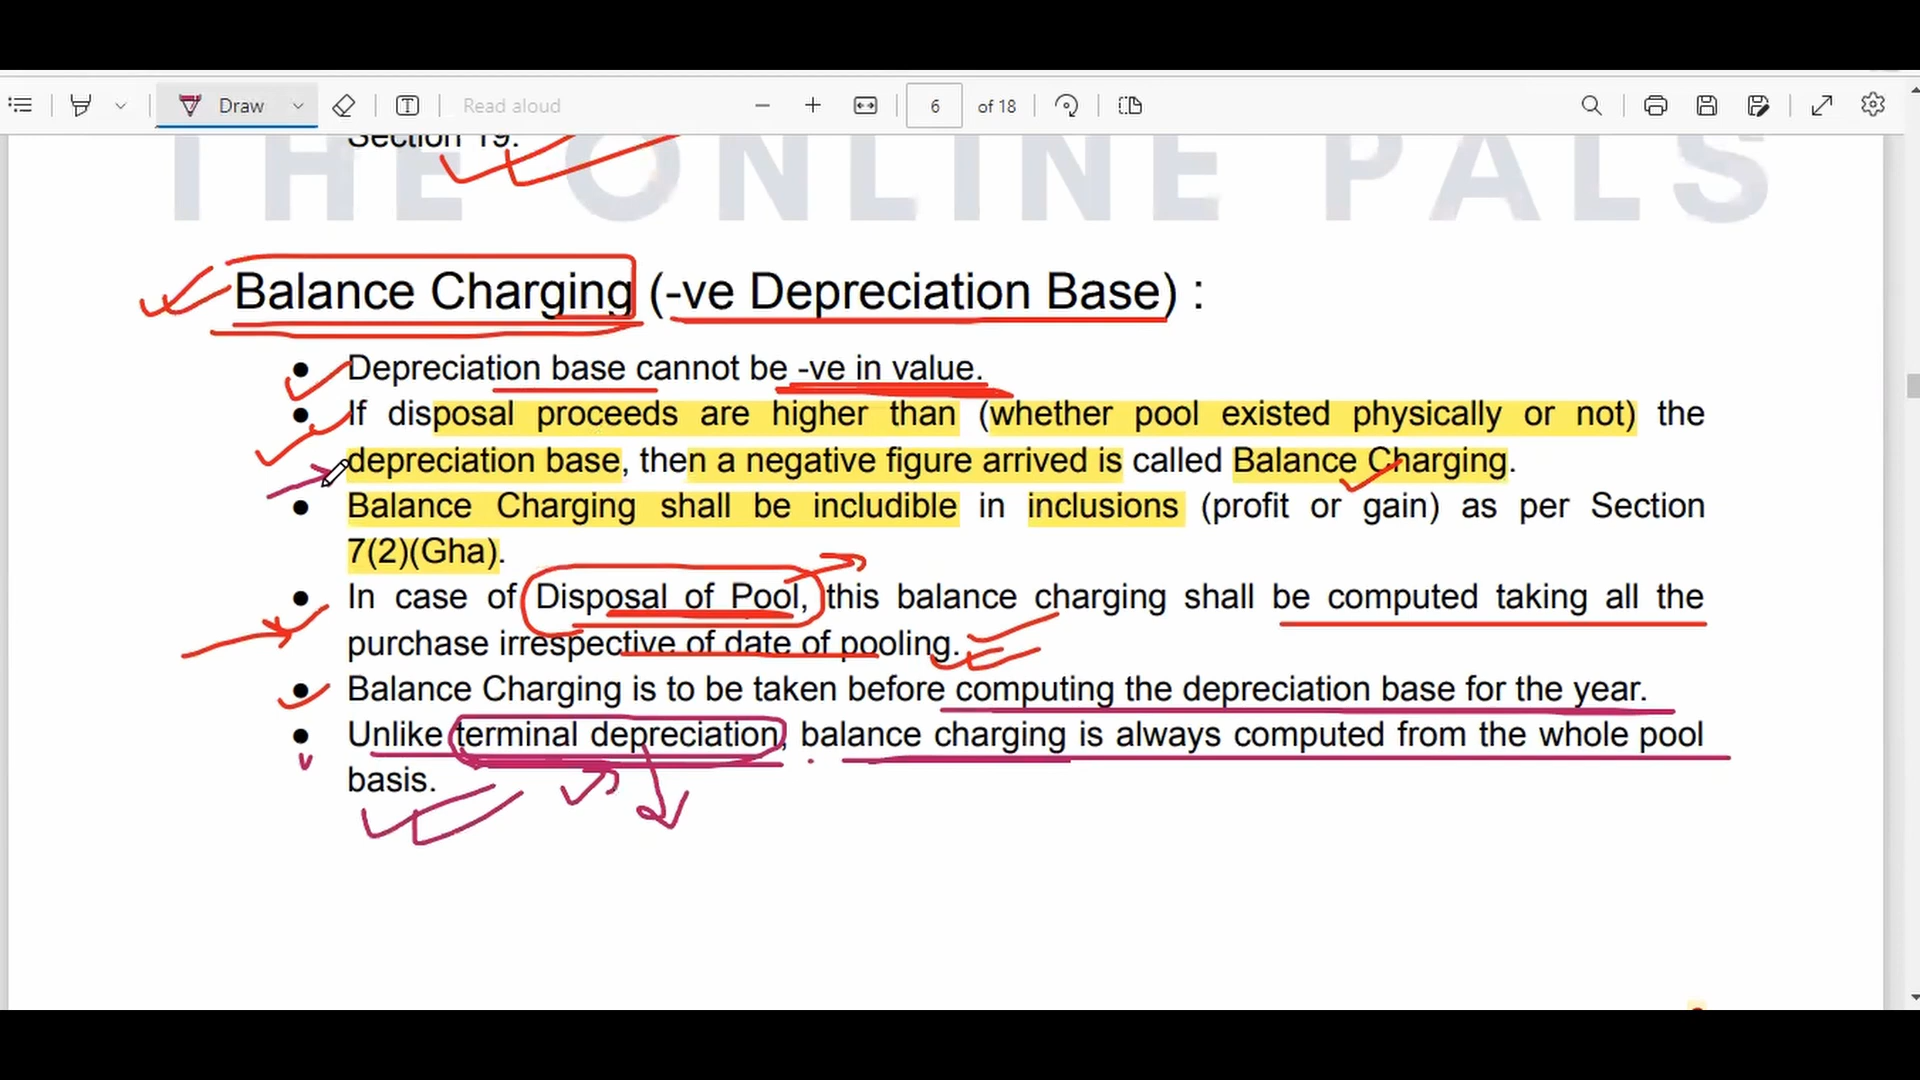 Draw
Read aloud
6
of 18
Section 19.
THE ONLINE PALS
Balance Charging (-ve Depreciation Base) :
● Depreciation base cannot be -ve in value.
● If disposal proceeds are higher than (whether pool existed physically or not) the
depreciation base, then a negative figure arrived is called Balance Charging.
● Balance Charging shall be includible in inclusions (profit or gain) as per Section
7(2)(Gha).
● In case of Disposal of Pool, this balance charging shall be computed taking all the
purchase irrespective of date of pooling.
● Balance Charging is to be taken before computing the depreciation base for the year.
● Unlike terminal depreciation, balance charging is always computed from the whole pool
basis.